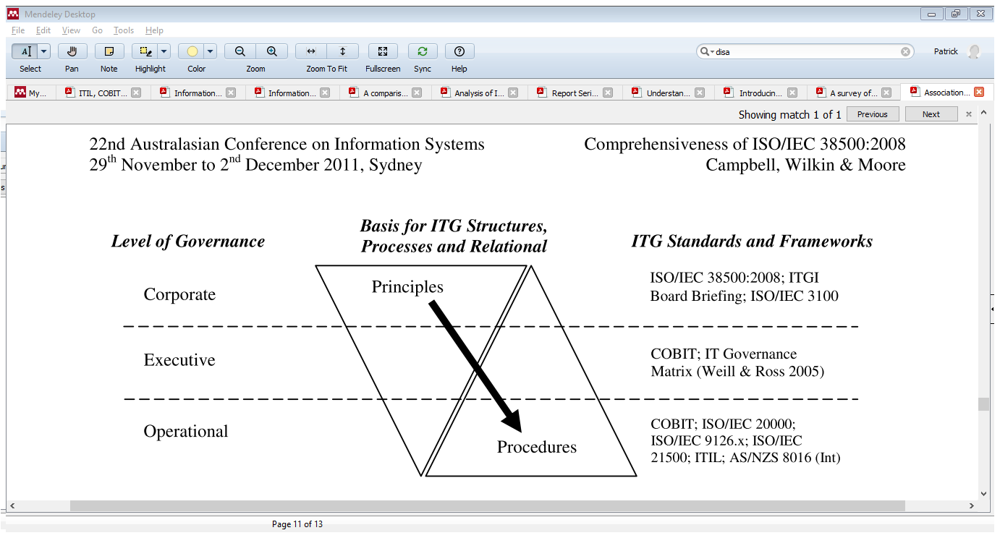 Mendeley Desktop
File Edit View Go Tools Help
disa
Patrick
Select Pan Note Highlight Color Zoom Zoom To Fit Fullscreen Sync Help
My... ITIL, COBIT... Information... Information... A comparis... Analysis of I... Report Seri... Understan... Introducin... A survey of... Association...
Showing match 1 of 1 Previous Next
22nd Australasian Conference on Information Systems
29th November to 2nd December 2011, Sydney
Comprehensiveness of ISO/IEC 38500:2008
Campbell, Wilkin & Moore
Level of Governance
Basis for ITG Structures,
Processes and Relational
ITG Standards and Frameworks
Corporate
Principles
ISO/IEC 38500:2008; ITGI
Board Briefing; ISO/IEC 3100
Executive
COBIT; IT Governance
Matrix (Weill & Ross 2005)
Operational
Procedures
COBIT; ISO/IEC 20000;
ISO/IEC 9126.x; ISO/IEC
21500; ITIL; AS/NZS 8016 (Int)
Page 11 of 13